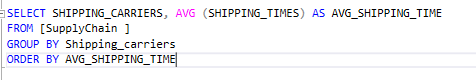 SELECT SHIPPING_CARRIERS, AVG (SHIPPING_TIMES) AS AVG_SHIPPING_TIME
FROM [SupplyChain ]
GROUP BY Shipping_carriers
ORDER BY AVG_SHIPPING_TIME